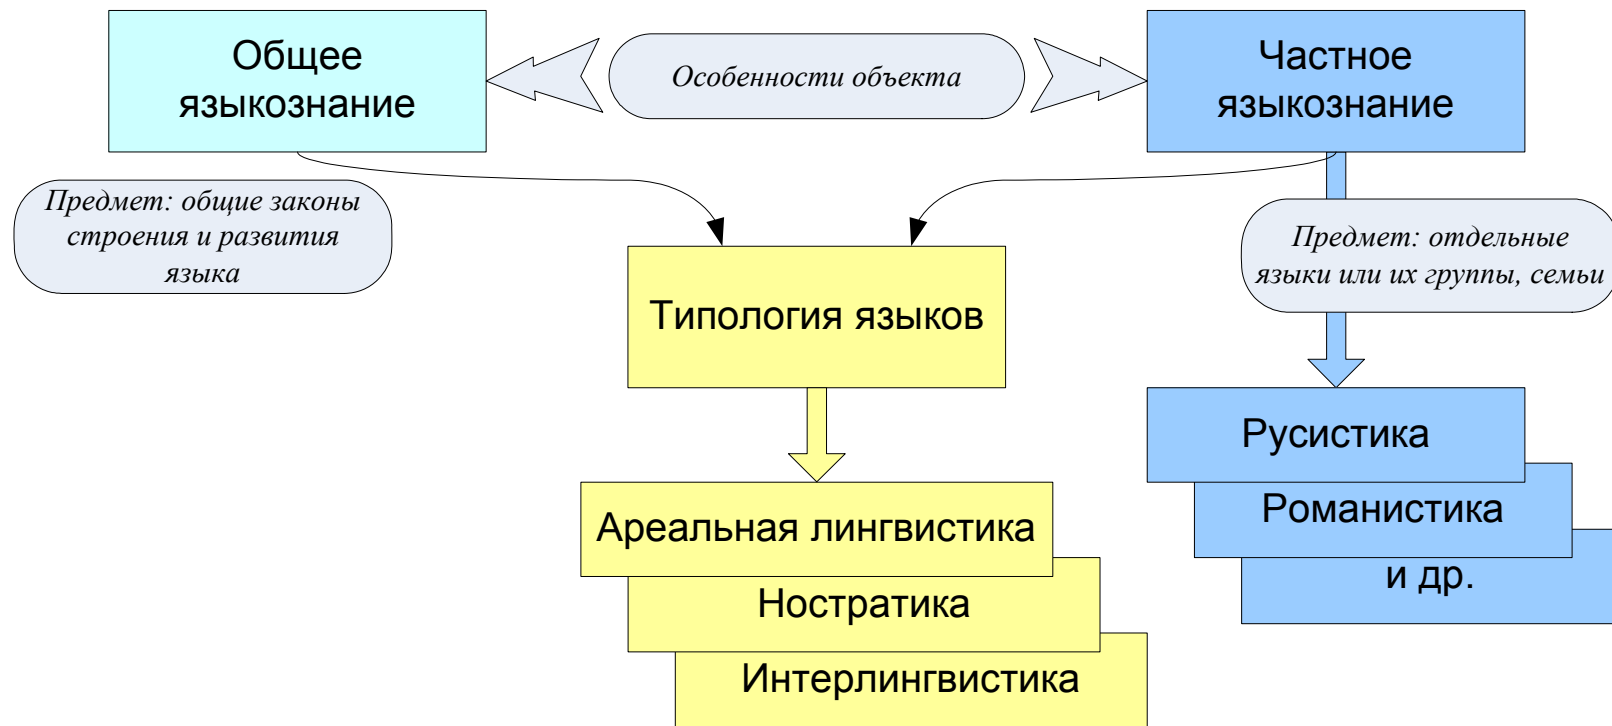 Общее
языкознание
Особенности объекта
Частное
языкознание
Предмет: общие законы
строения и развития
языка
Предмет: отдельные
языки или их группы, семьи
Типология языков
Русистика
Романистика
и др.
Ареальная лингвистика
Ностратика
Интерлингвистика